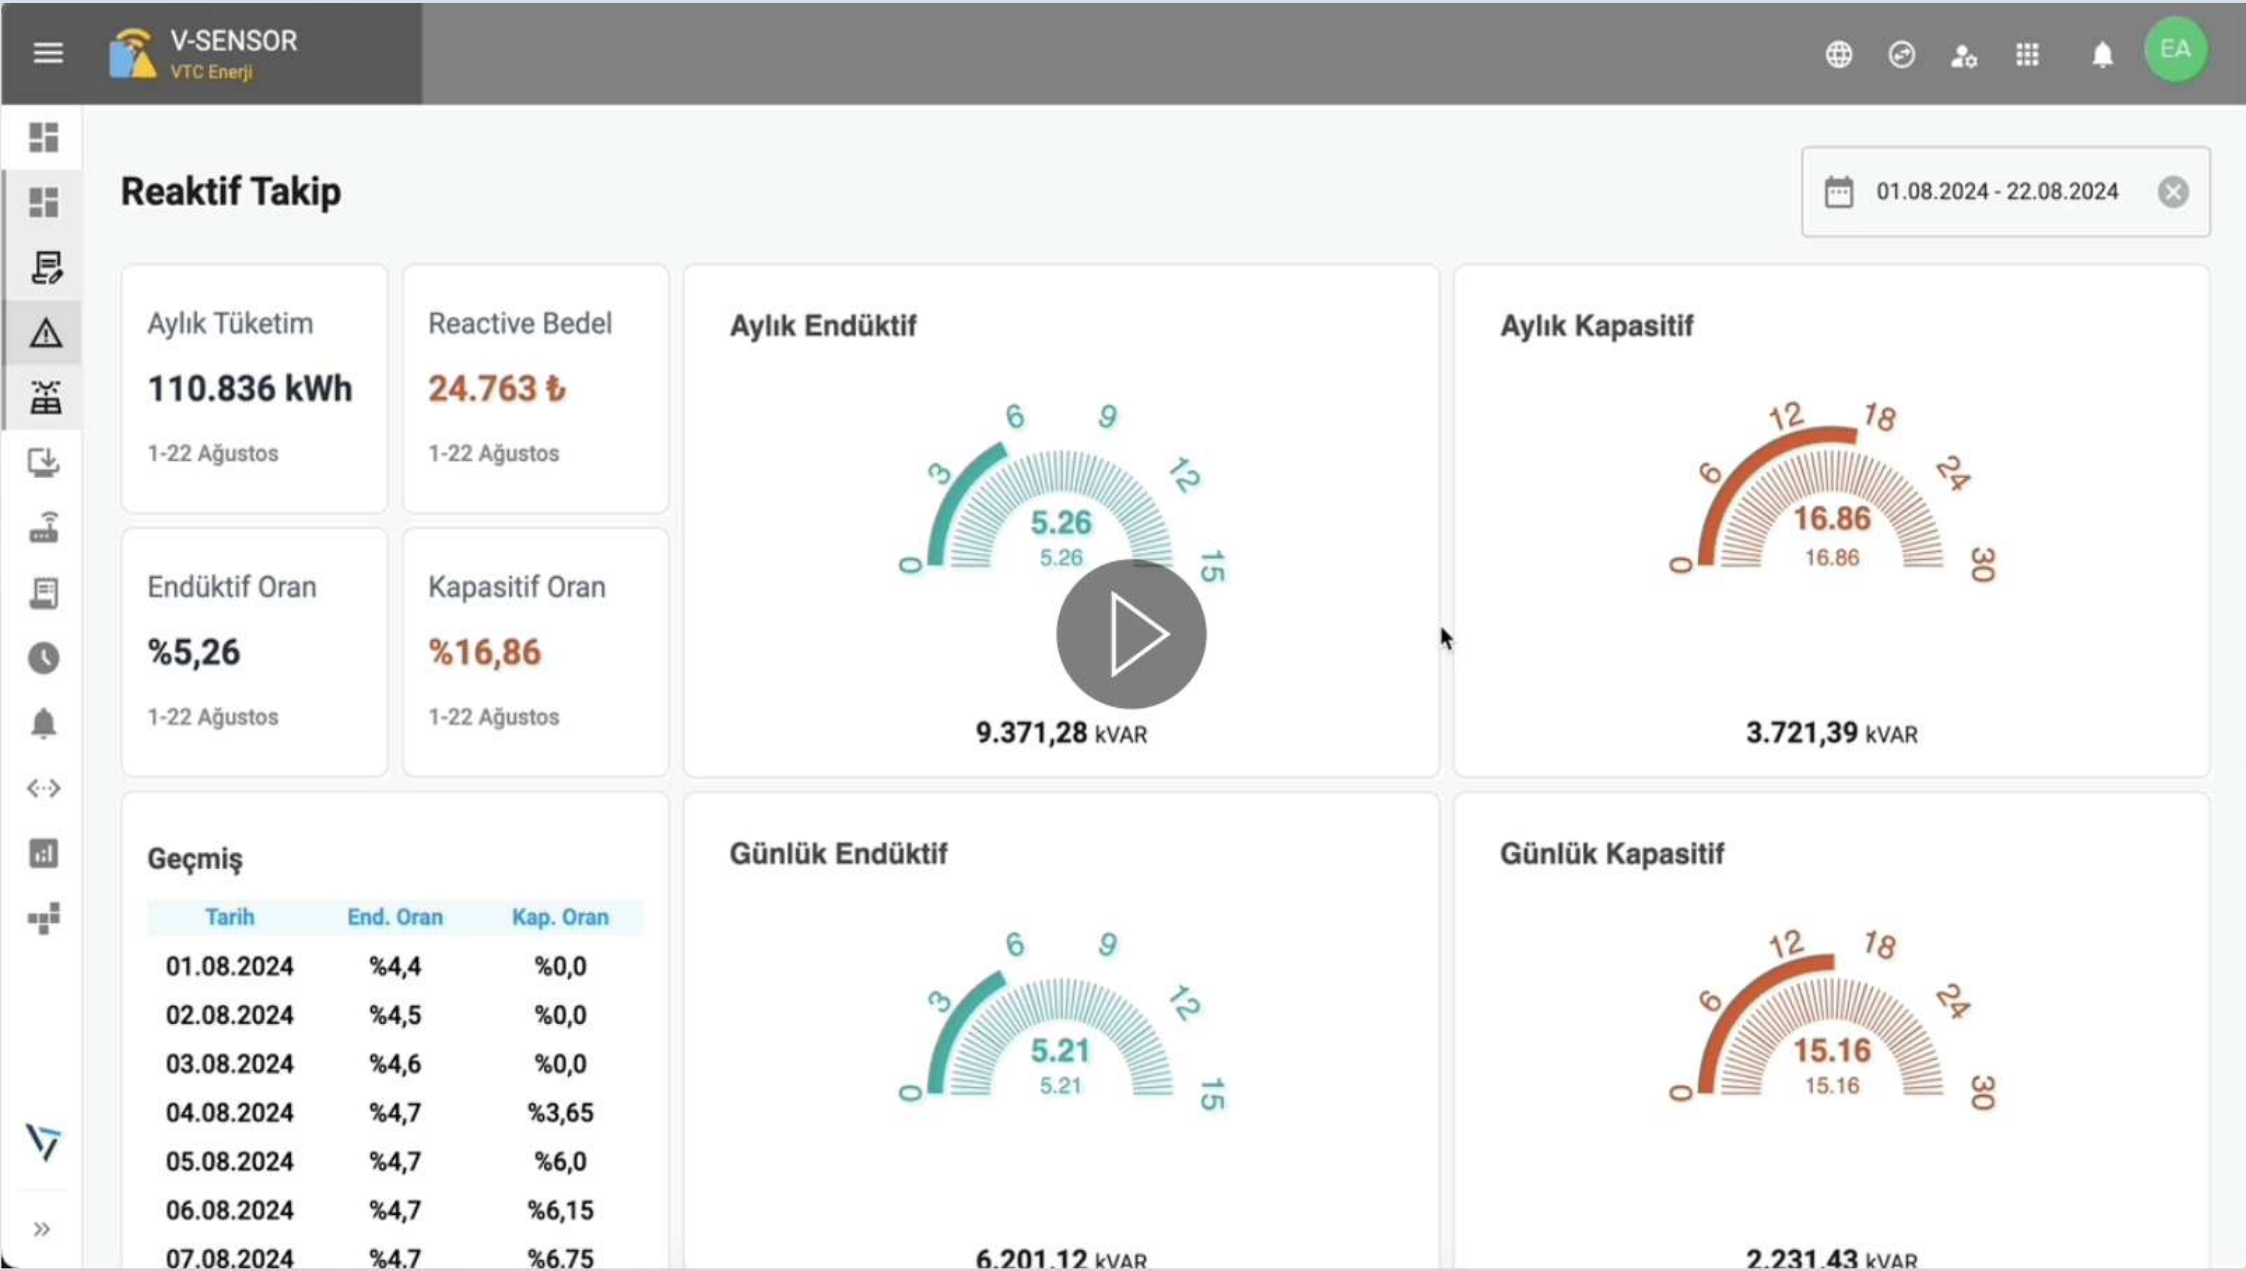 V-SENSOR
VTC Enerji
EA
Reaktif Takip
01.08.2024 - 22.08.2024
Aylık Tüketim
110.836 kWh
1-22 Ağustos
Reactive Bedel
24.763 ₺
1-22 Ağustos
Endüktif Oran
%5,26
1-22 Ağustos
Kapasitif Oran
%16,86
1-22 Ağustos
Aylık Endüktif
0 3 6 9 12 15
5.26
5.26
9.371,28 kVAR
Aylık Kapasitif
0 6 12 18 24 30
16.86
16.86
3.721,39 kVAR
Geçmiş
Tarih End. Oran Kap. Oran
01.08.2024 %4,4 %0,0
02.08.2024 %4,5 %0,0
03.08.2024 %4,6 %0,0
04.08.2024 %4,7 %3,65
05.08.2024 %4,7 %6,0
06.08.2024 %4,7 %6,15
07.08.2024 %4,7 %6,75
Günlük Endüktif
0 3 6 9 12 15
5.21
5.21
6.201,12 kVAR
Günlük Kapasitif
0 6 12 18 24 30
15.16
15.16
2.231,43 kVAR